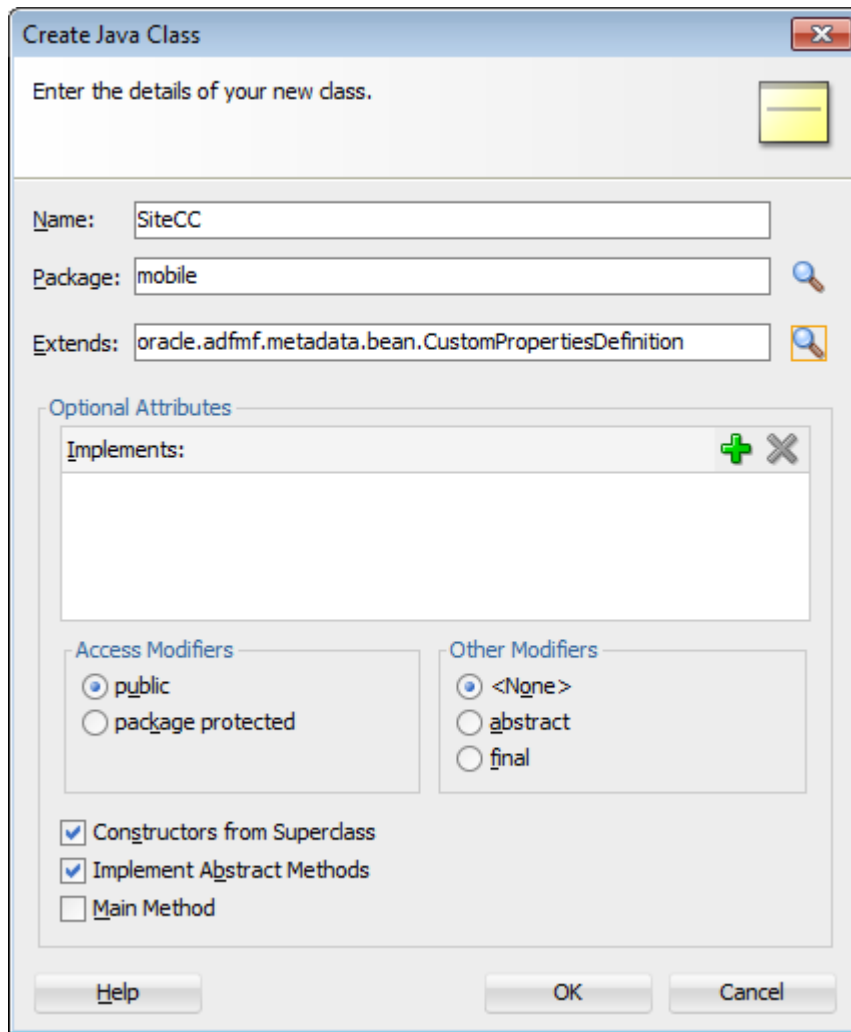 Create Java Class
Enter the details of your new class.
Name: SiteCC
Package: mobile
Extends: oracle.adfmf.metadata.bean.CustomPropertiesDefinition
Optional Attributes
Implements:
Access Modifiers
public
package protected
Other Modifiers
<None>
abstract
final
Constructors from Superclass
Implement Abstract Methods
Main Method
Help OK Cancel